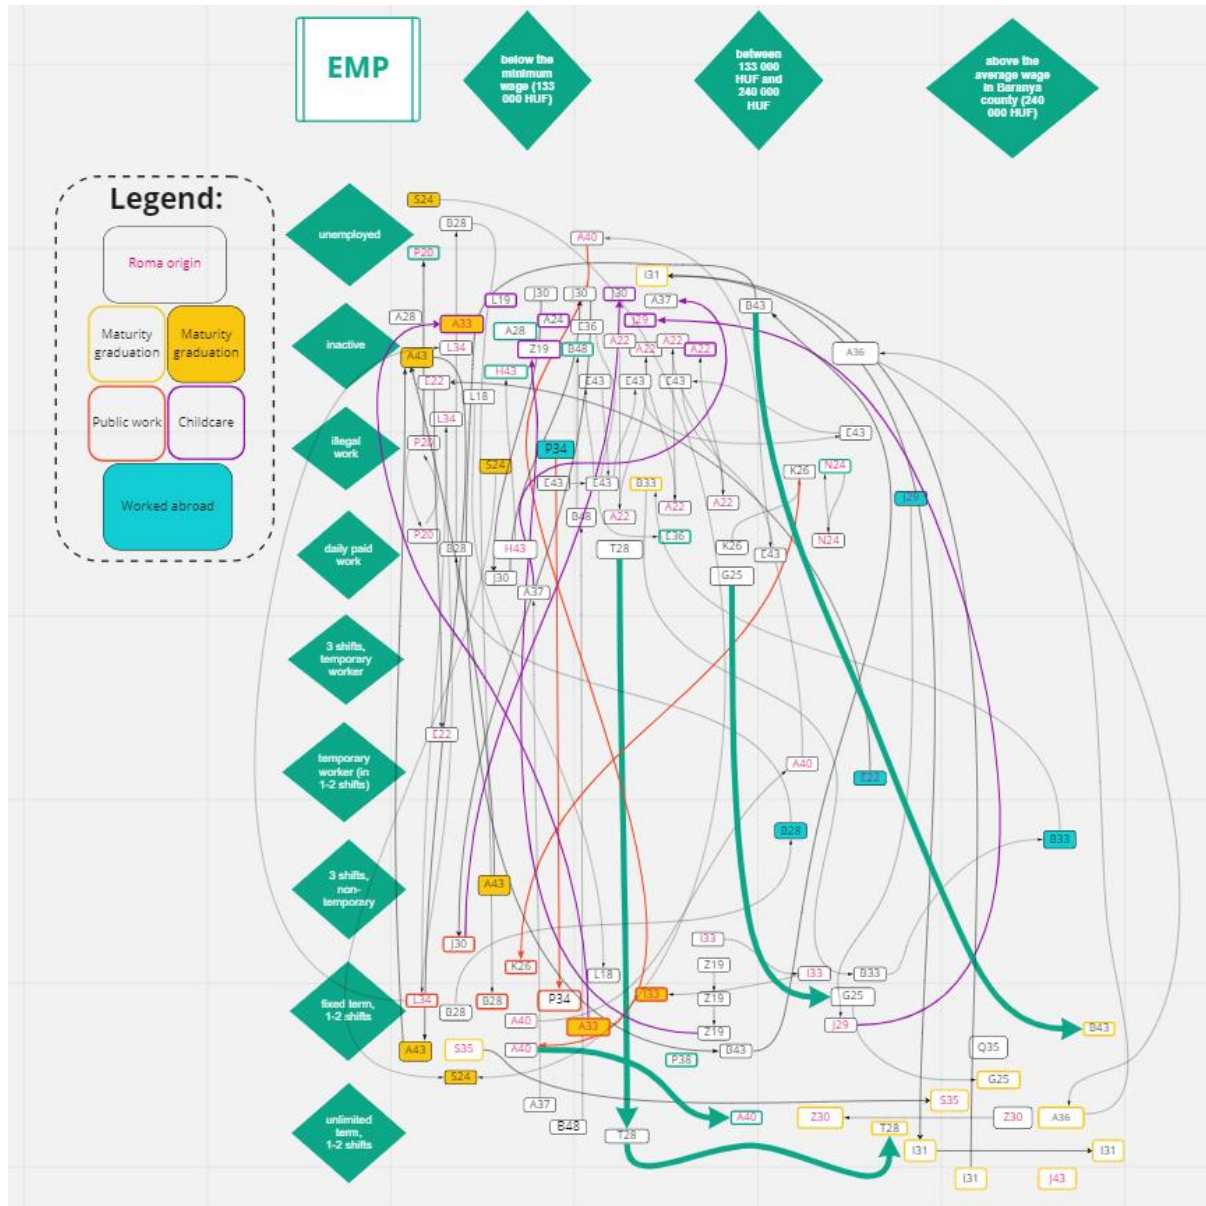 EMP
below the
minimum
wage (133
000 HUF)
between
133 000
HUF and
240 000
HUF
above the
average wage
in Baranya
county (240
000 HUF)
Legend:
Roma origin
Maturity
graduation
Maturity
graduation
Public work
Childcare
Worked abroad
unemployed
inactive
illegal
work
daily paid
work
3 shifts,
temporary
worker
temporary
worker (in
1-2 shifts)
3 shifts,
non-
temporary
fixed term,
1-2 shifts
unlimited
term,
1-2 shifts
S24
B28
A40
P20
I31
L19
J30
J30
J30
A37
B43
A28
A33
A28
A24
E36
J29
A43
L34
Z19
B48
A22
A22
A22
A22
A36
H43
E22
L18
E43
E43
E43
L34
P20
E43
S24
P34
K26
N24
E43
E43
B33
A22
A22
A22
J29
B48
P20
B28
H43
T28
E36
K26
E43
N24
J30
A37
G25
E22
A40
E22
B28
B33
A43
J30
I33
K26
L18
Z19
I33
B33
L34
B28
P34
I33
Z19
G25
B28
A40
A33
Z19
J29
B43
A43
S35
A40
P38
B43
Q35
S24
G25
A37
S35
B48
A40
Z30
Z30
A36
T28
T28
I31
I31
I31
J43